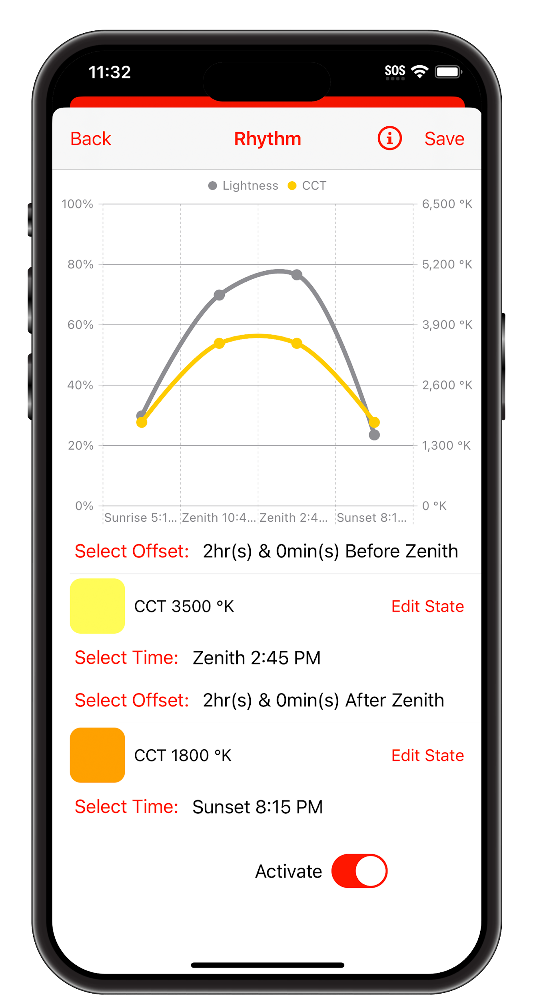 11:32 SOS
Back Rhythm i Save
Lightness CCT
100% 6,500 °K
80% 5,200 °K
60% 3,900 °K
40% 2,600 °K
20% 1,300 °K
0% 0 °K
Sunrise 5:1... Zenith 10:4... Zenith 2:4... Sunset 8:1...
Select Offset: 2hr(s) & 0min(s) Before Zenith
CCT 3500 °K Edit State
Select Time: Zenith 2:45 PM
Select Offset: 2hr(s) & 0min(s) After Zenith
CCT 1800 °K Edit State
Select Time: Sunset 8:15 PM
Activate